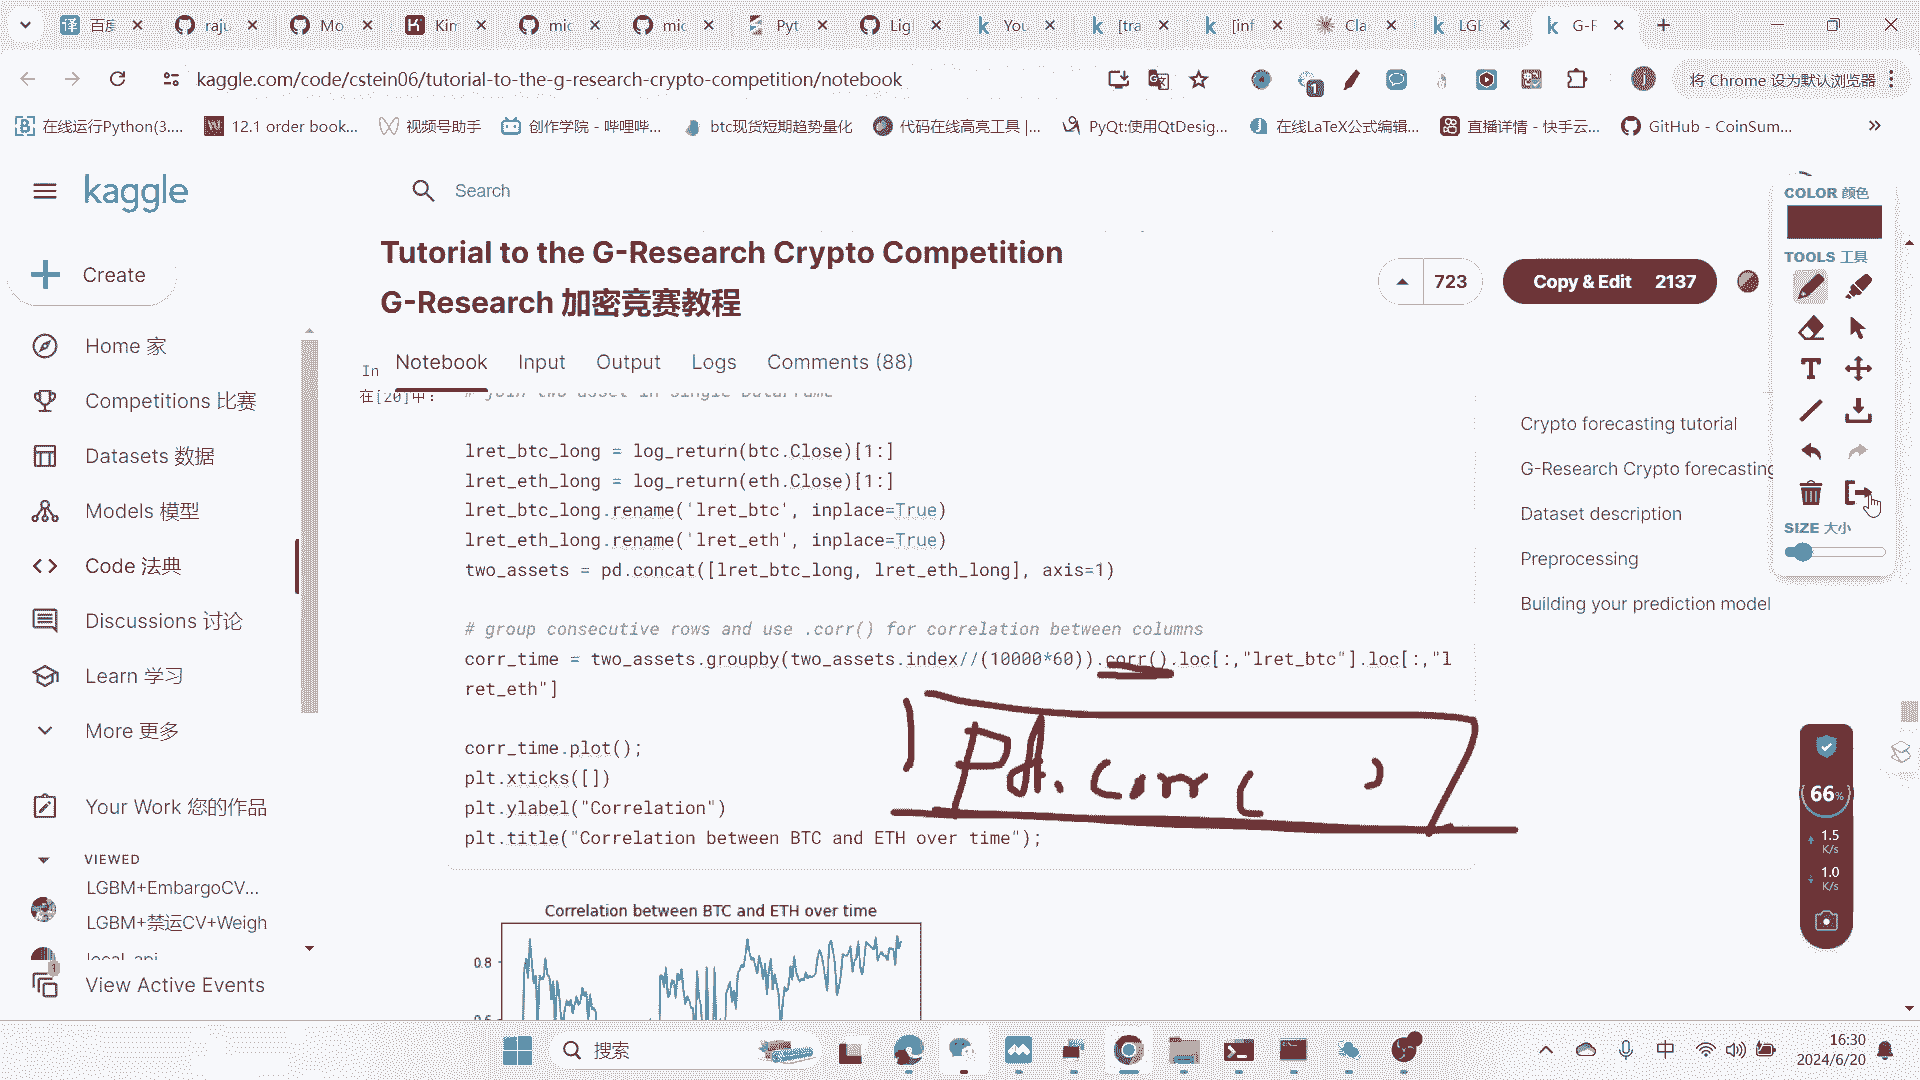 百度
raju
Mo
Kim
mic
mic
Pyt
Ligl
You
[tra
[inf
Cla
LGE
G-F
kaggle.com/code/cstein06/tutorial-to-the-g-research-crypto-competition/notebook
将 Chrome 设为默认浏览器
在线运行Python(3....
12.1 order book...
视频号助手
创作学院 - 哔哩哔...
btc现货短期趋势量化
代码在线高亮工具 |...
PyQt:使用QtDesig...
在线LaTeX公式编辑...
直播详情 - 快手云...
GitHub - CoinSum...
kaggle
Search
Create
Home 家
Competitions 比赛
Datasets 数据
Models 模型
Code 法典
Discussions 讨论
Learn 学习
More 更多
Your Work 您的作品
VIEWED
LGBM+EmbargoCV...
LGBM+禁运CV+Weigh
local_api
1
View Active Events
Tutorial to the G-Research Crypto Competition
G-Research 加密竞赛教程
723
Copy & Edit 2137
Notebook
Input
Output
Logs
Comments (88)
In
在[20]中:
# join two asset in single DataFrame
lret_btc_long = log_return(btc.Close)[1:]
lret_eth_long = log_return(eth.Close)[1:]
lret_btc_long.rename('lret_btc', inplace=True)
lret_eth_long.rename('lret_eth', inplace=True)
two_assets = pd.concat([lret_btc_long, lret_eth_long], axis=1)
# group consecutive rows and use .corr() for correlation between columns
corr_time = two_assets.groupby(two_assets.index//(10000*60)).corr().loc[:,"lret_btc"].loc[:,"l
ret_eth"]
corr_time.plot();
plt.xticks([])
plt.ylabel("Correlation")
plt.title("Correlation between BTC and ETH over time");
pd.corr( )
Correlation between BTC and ETH over time
0.8
0.6
Crypto forecasting tutorial
G-Research Crypto forecasting
Dataset description
Preprocessing
Building your prediction model
COLOR 颜色
TOOLS 工具
T
SIZE 大小
66%
1.5
K/s
1.0
K/s
搜索
中
16:30
2024/6/20